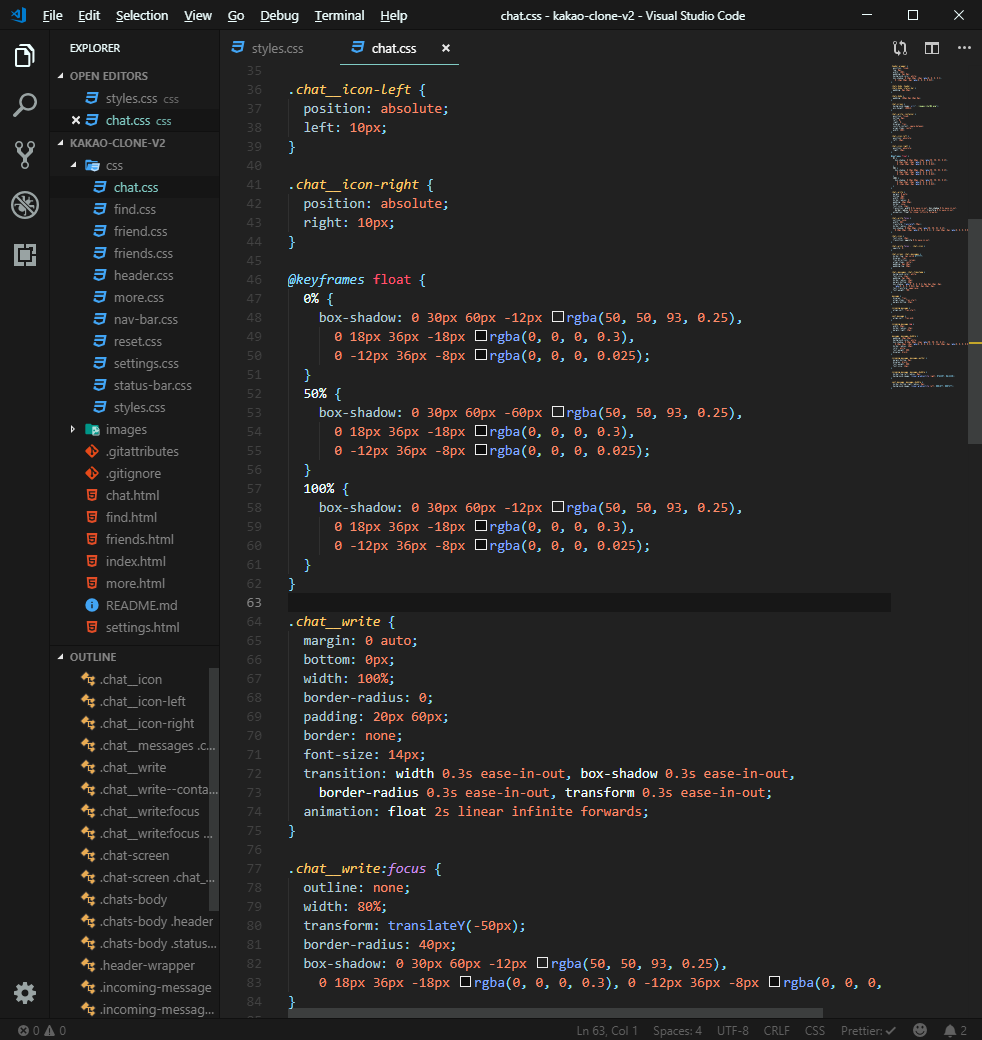 File Edit Selection View Go Debug Terminal Help chat.css - kakao-clone-v2 - Visual Studio Code
EXPLORER
OPEN EDITORS
styles.css css
chat.css css
KAKAO-CLONE-V2
css
chat.css
find.css
friend.css
friends.css
header.css
more.css
nav-bar.css
reset.css
settings.css
status-bar.css
styles.css
images
.gitattributes
.gitignore
chat.html
find.html
friends.html
index.html
more.html
README.md
settings.html
OUTLINE
.chat__icon
.chat__icon-left
.chat__icon-right
.chat__messages .c...
.chat__write
.chat__write--conta...
.chat__write:focus
.chat__write:focus ...
.chat-screen
.chat-screen .chat_...
.chats-body
.chats-body .header
.chats-body .status...
.header-wrapper
.incoming-message
.incoming-messag...
styles.css chat.css
35
36 .chat__icon-left {
37 position: absolute;
38 left: 10px;
39 }
40
41 .chat__icon-right {
42 position: absolute;
43 right: 10px;
44 }
45
46 @keyframes float {
47 0% {
48 box-shadow: 0 30px 60px -12px rgba(50, 50, 93, 0.25),
49 0 18px 36px -18px rgba(0, 0, 0, 0.3),
50 0 -12px 36px -8px rgba(0, 0, 0, 0.025);
51 }
52 50% {
53 box-shadow: 0 30px 60px -60px rgba(50, 50, 93, 0.25),
54 0 18px 36px -18px rgba(0, 0, 0, 0.3),
55 0 -12px 36px -8px rgba(0, 0, 0, 0.025);
56 }
57 100% {
58 box-shadow: 0 30px 60px -12px rgba(50, 50, 93, 0.25),
59 0 18px 36px -18px rgba(0, 0, 0, 0.3),
60 0 -12px 36px -8px rgba(0, 0, 0, 0.025);
61 }
62 }
63
64 .chat__write {
65 margin: 0 auto;
66 bottom: 0px;
67 width: 100%;
68 border-radius: 0;
69 padding: 20px 60px;
70 border: none;
71 font-size: 14px;
72 transition: width 0.3s ease-in-out, box-shadow 0.3s ease-in-out,
73 border-radius 0.3s ease-in-out, transform 0.3s ease-in-out;
74 animation: float 2s linear infinite forwards;
75 }
76
77 .chat__write:focus {
78 outline: none;
79 width: 80%;
80 transform: translateY(-50px);
81 border-radius: 40px;
82 box-shadow: 0 30px 60px -12px rgba(50, 50, 93, 0.25),
83 0 18px 36px -18px rgba(0, 0, 0, 0.3), 0 -12px 36px -8px rgba(0, 0, 0,
84 }
0 0 Ln 63, Col 1 Spaces: 4 UTF-8 CRLF CSS Prettier: 2